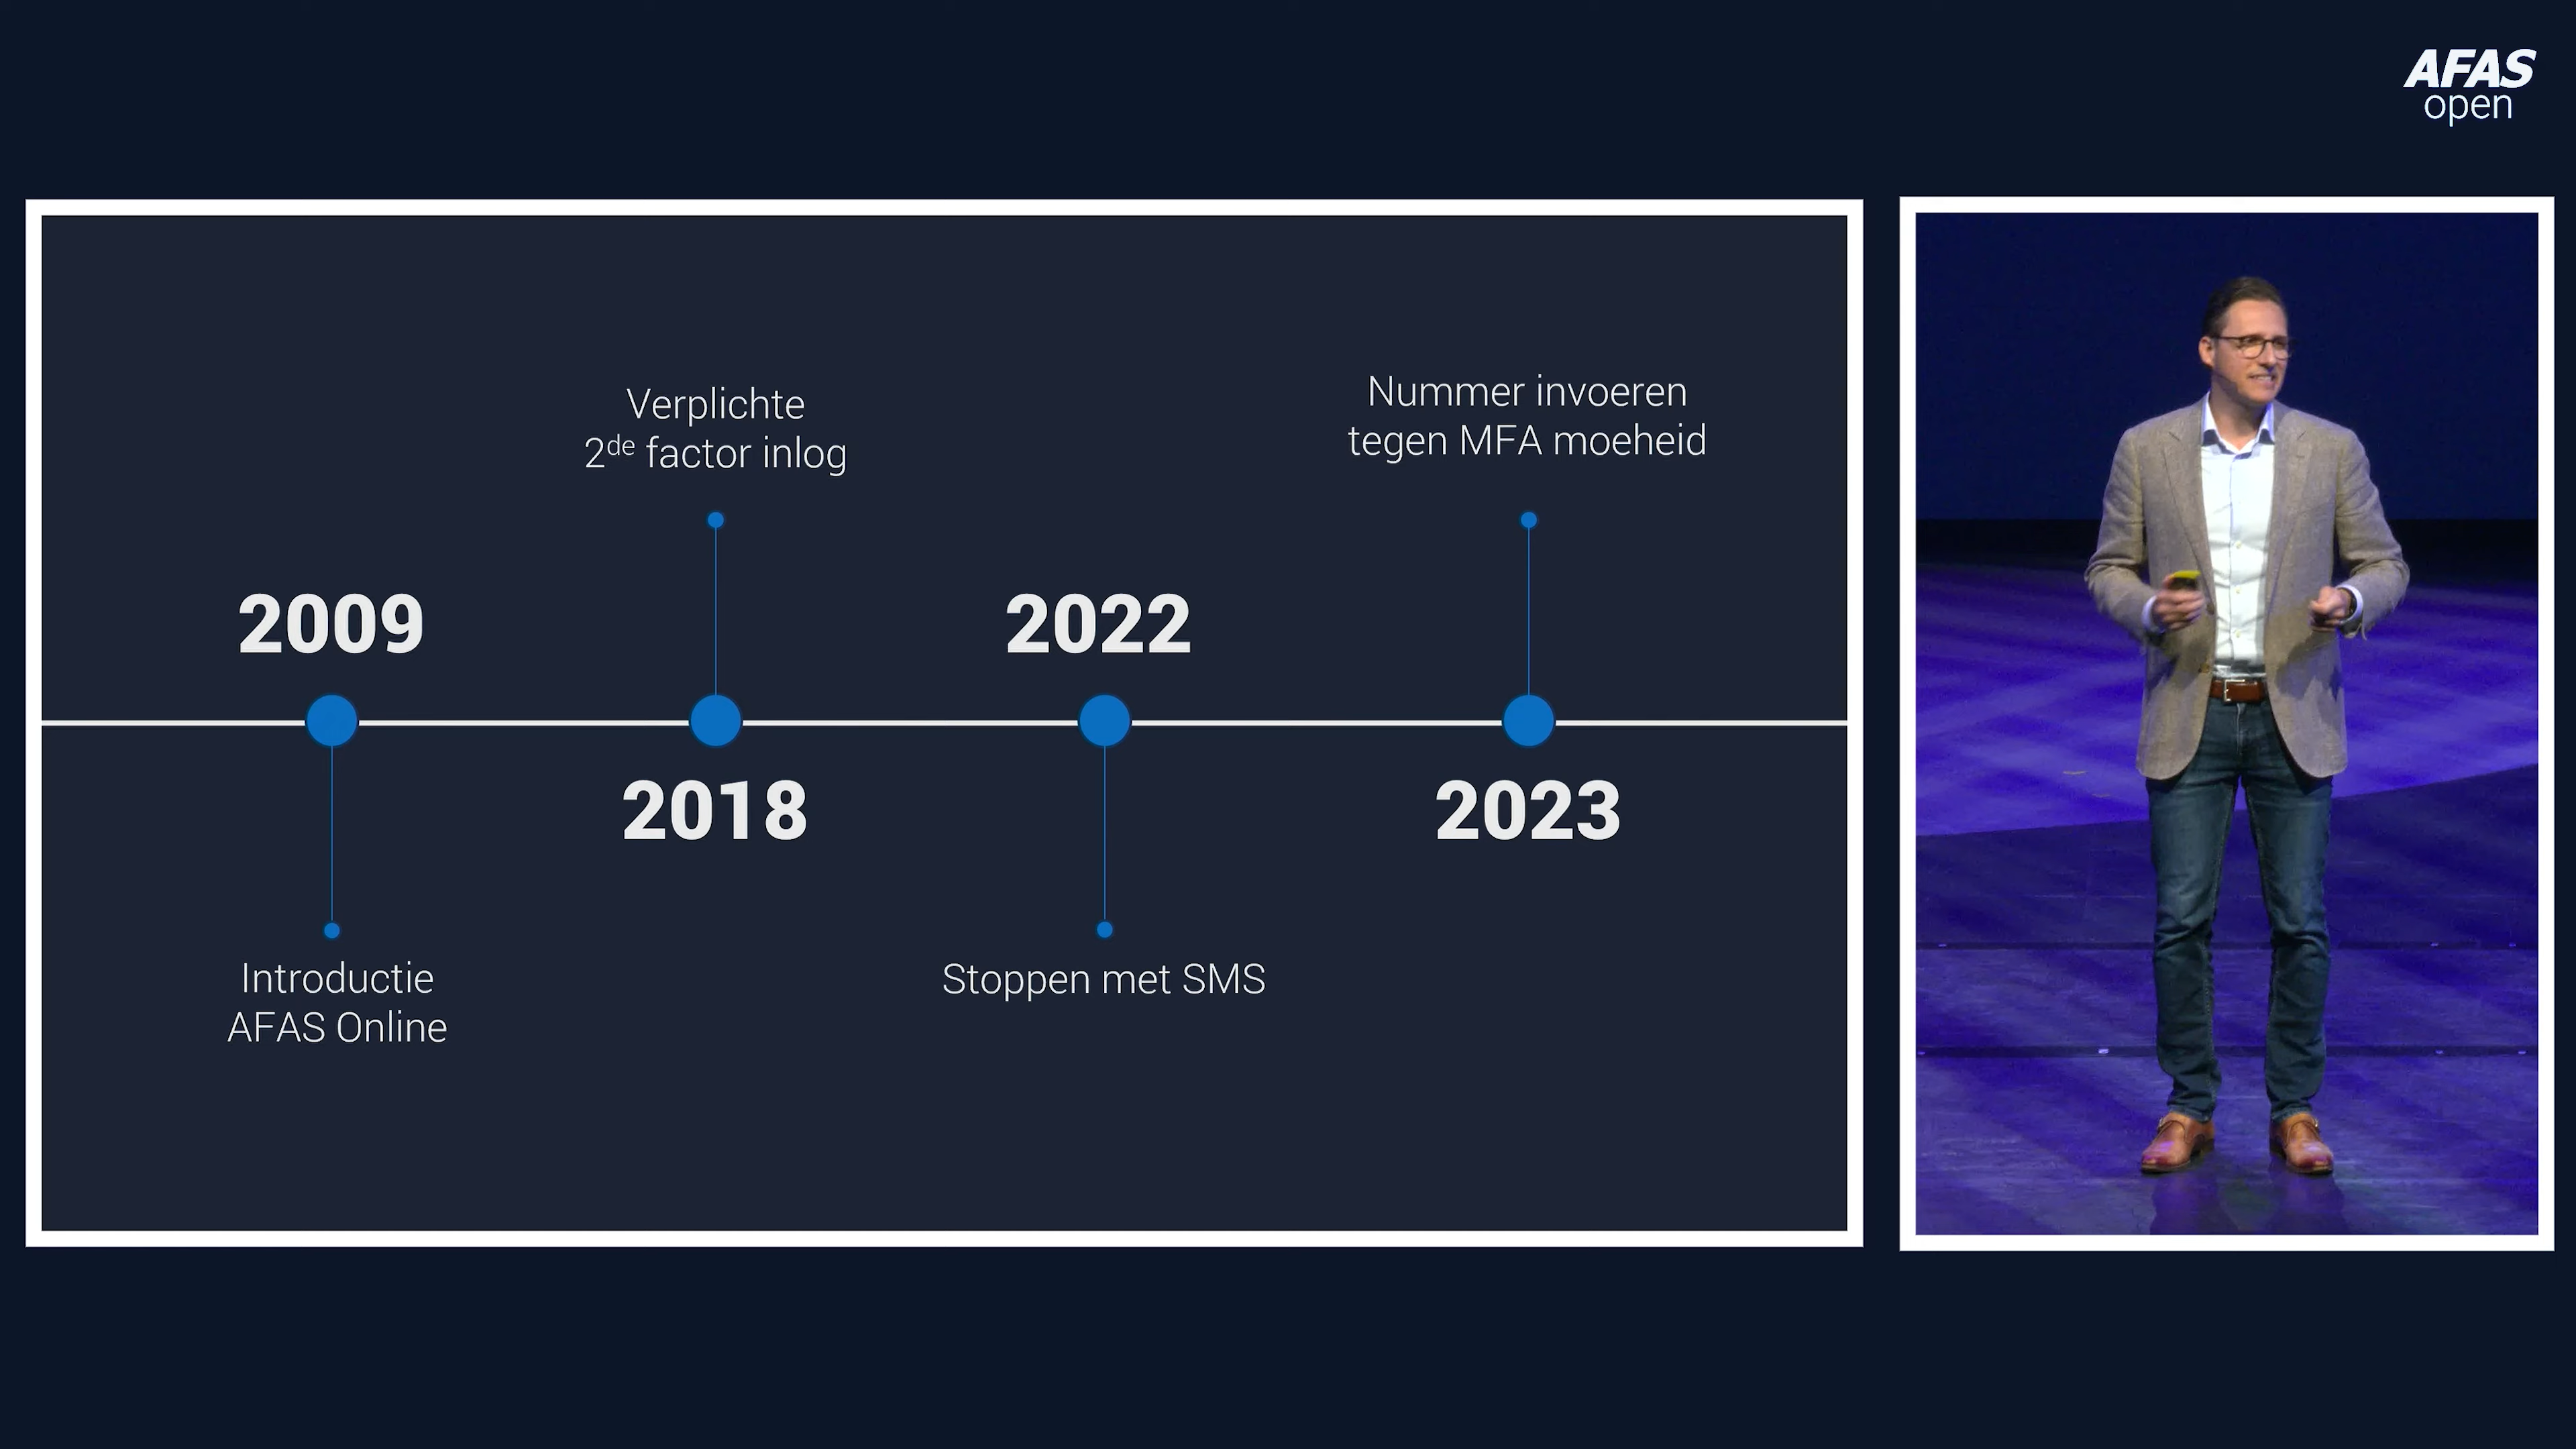 AFAS
open
Verplichte
2de factor inlog
Nummer invoeren
tegen MFA moeheid
2009
2022
2018
2023
Introductie
AFAS Online
Stoppen met SMS